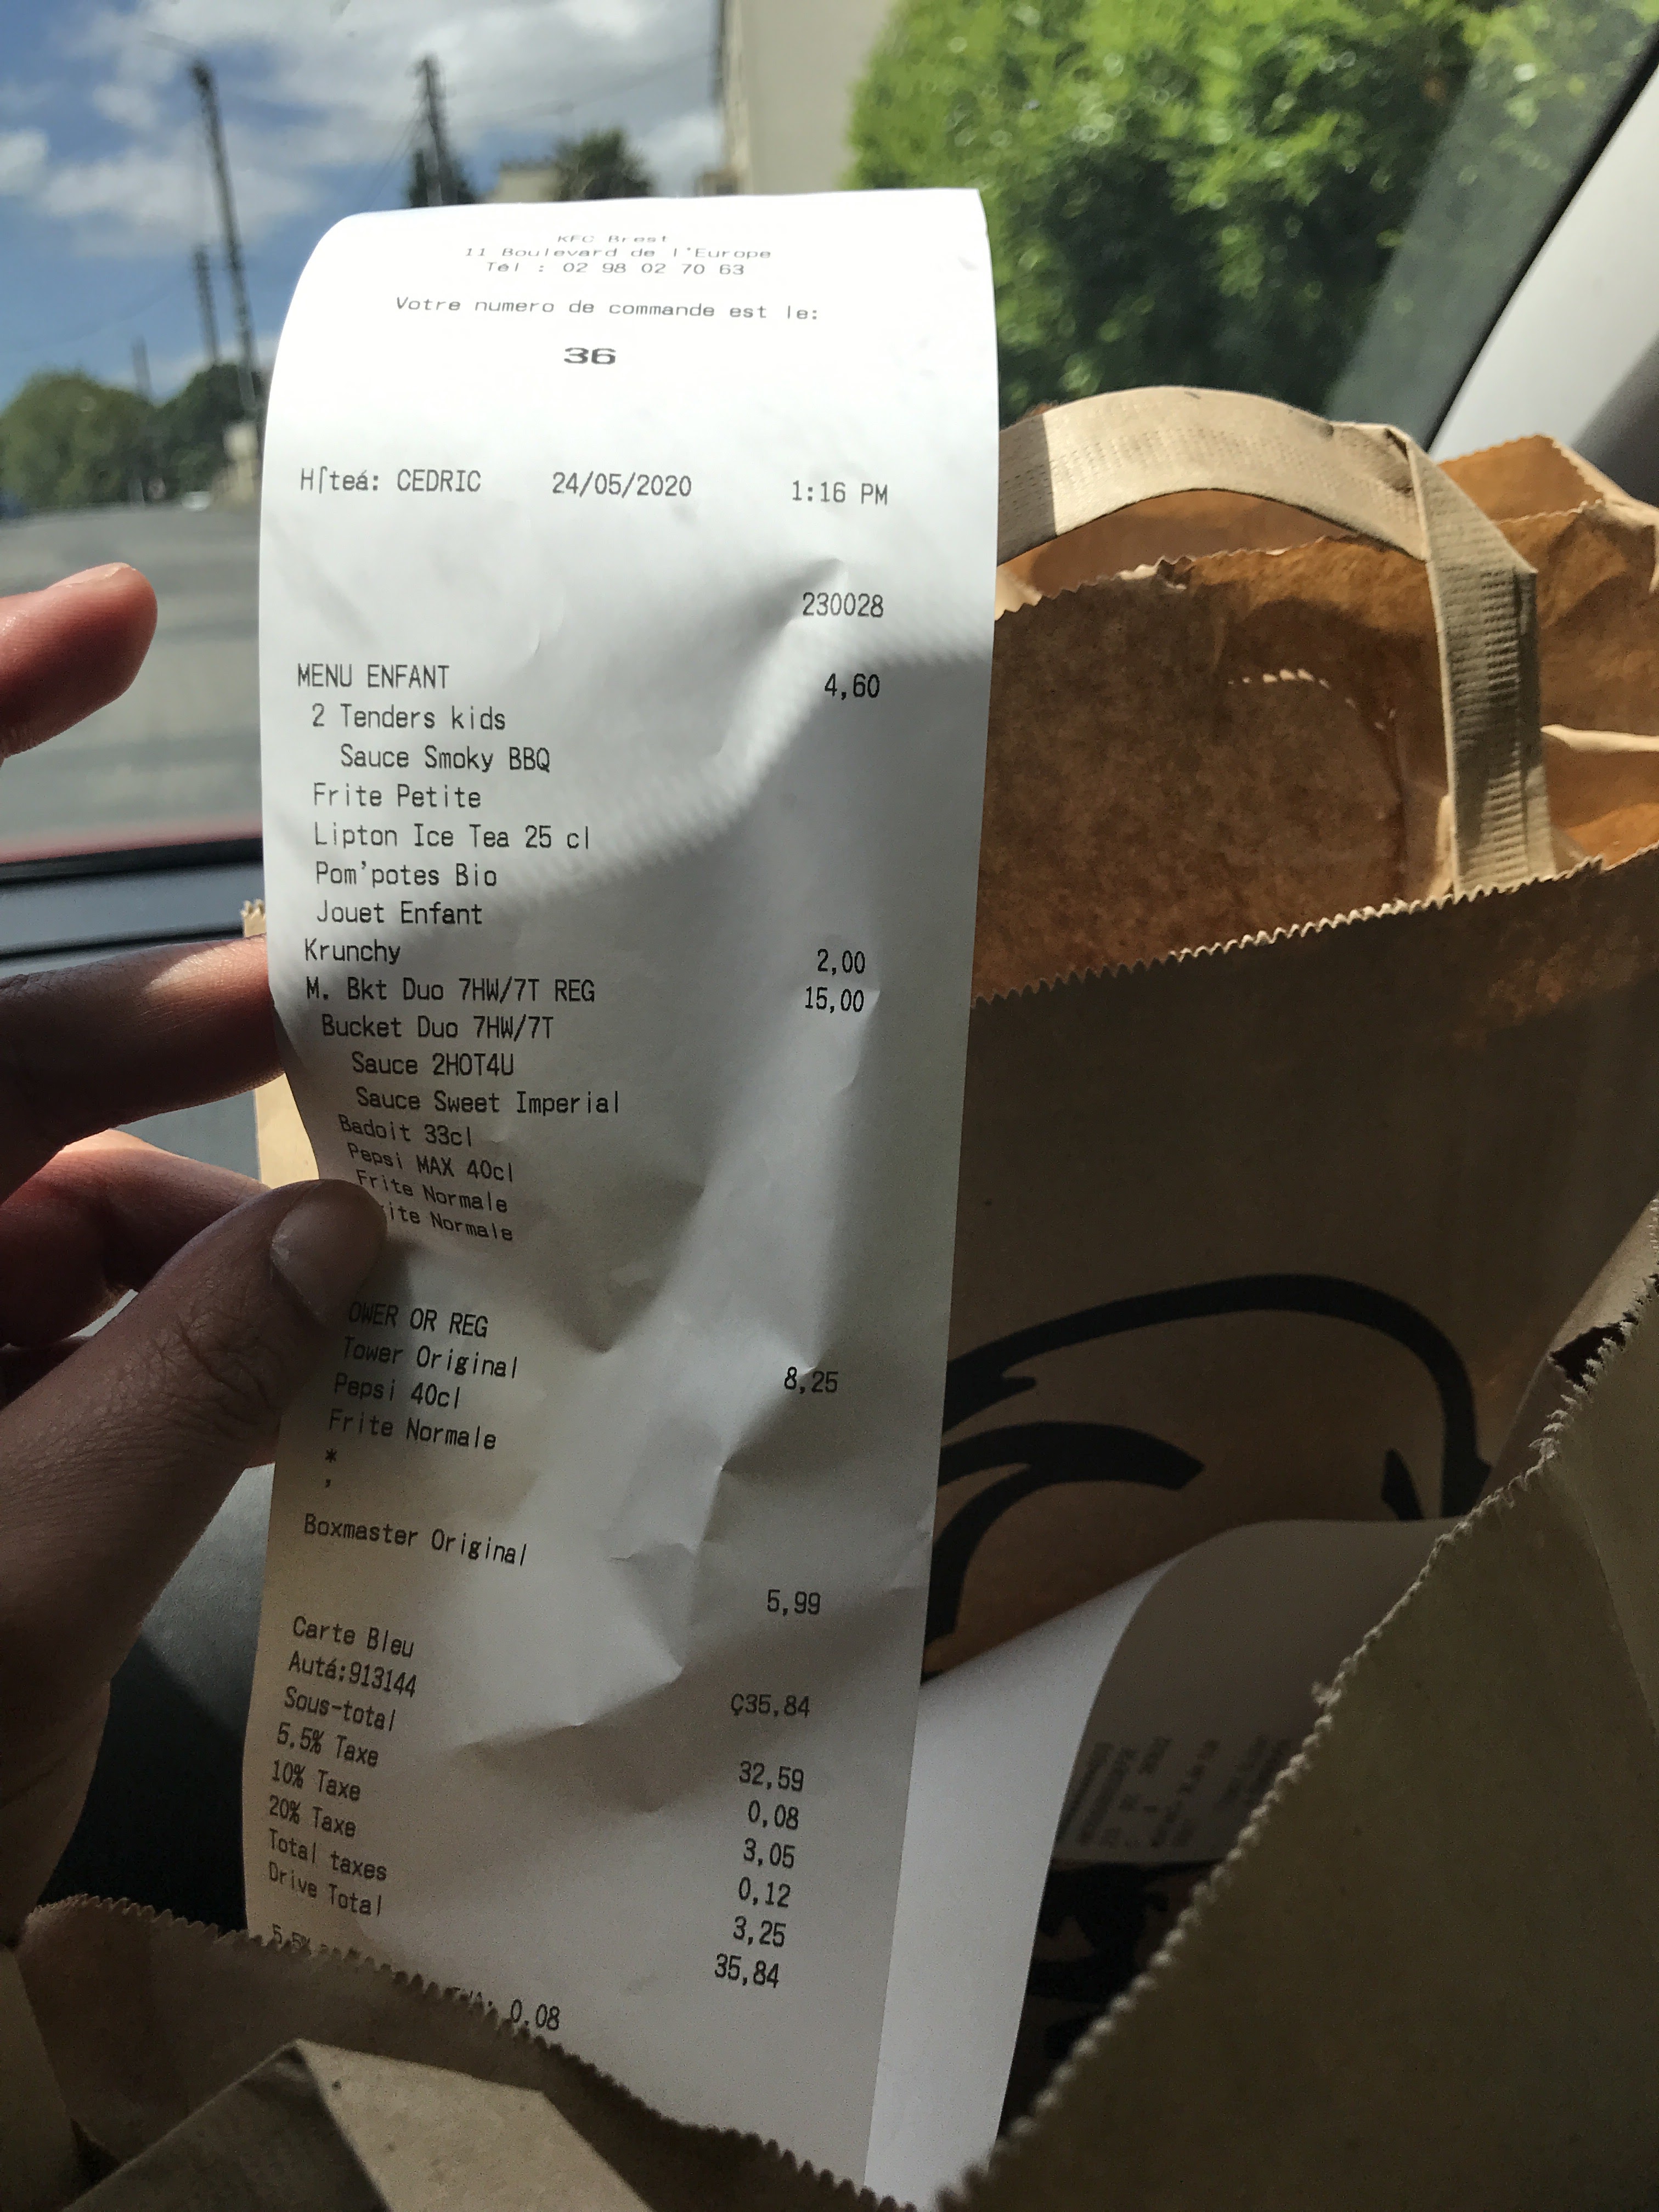 KFC Brest
11 Boulevard de l'Europe
Tél : 02 98 02 70 63
Votre numero de commande est le:
36
H⌠teá: CEDRIC 24/05/2020 1:16 PM
230028
MENU ENFANT 4,60
2 Tenders kids
Sauce Smoky BBQ
Frite Petite
Lipton Ice Tea 25 cl
Pom'potes Bio
Jouet Enfant
Krunchy 2,00
M. Bkt Duo 7HW/7T REG 15,00
Bucket Duo 7HW/7T
Sauce 2HOT4U
Sauce Sweet Imperial
Badoit 33cl
Pepsi MAX 40cl
Frite Normale
ite Normale
OWER OR REG 8,25
Tower Original
Pepsi 40cl
Frite Normale
*
,
Boxmaster Original 5,99
Carte Bleu Ç35,84
Autá:913144
Sous-total 32,59
5.5% Taxe 0,08
10% Taxe 3,05
20% Taxe 0,12
Total taxes 3,25
Drive Total 35,84
5.5% 0,08